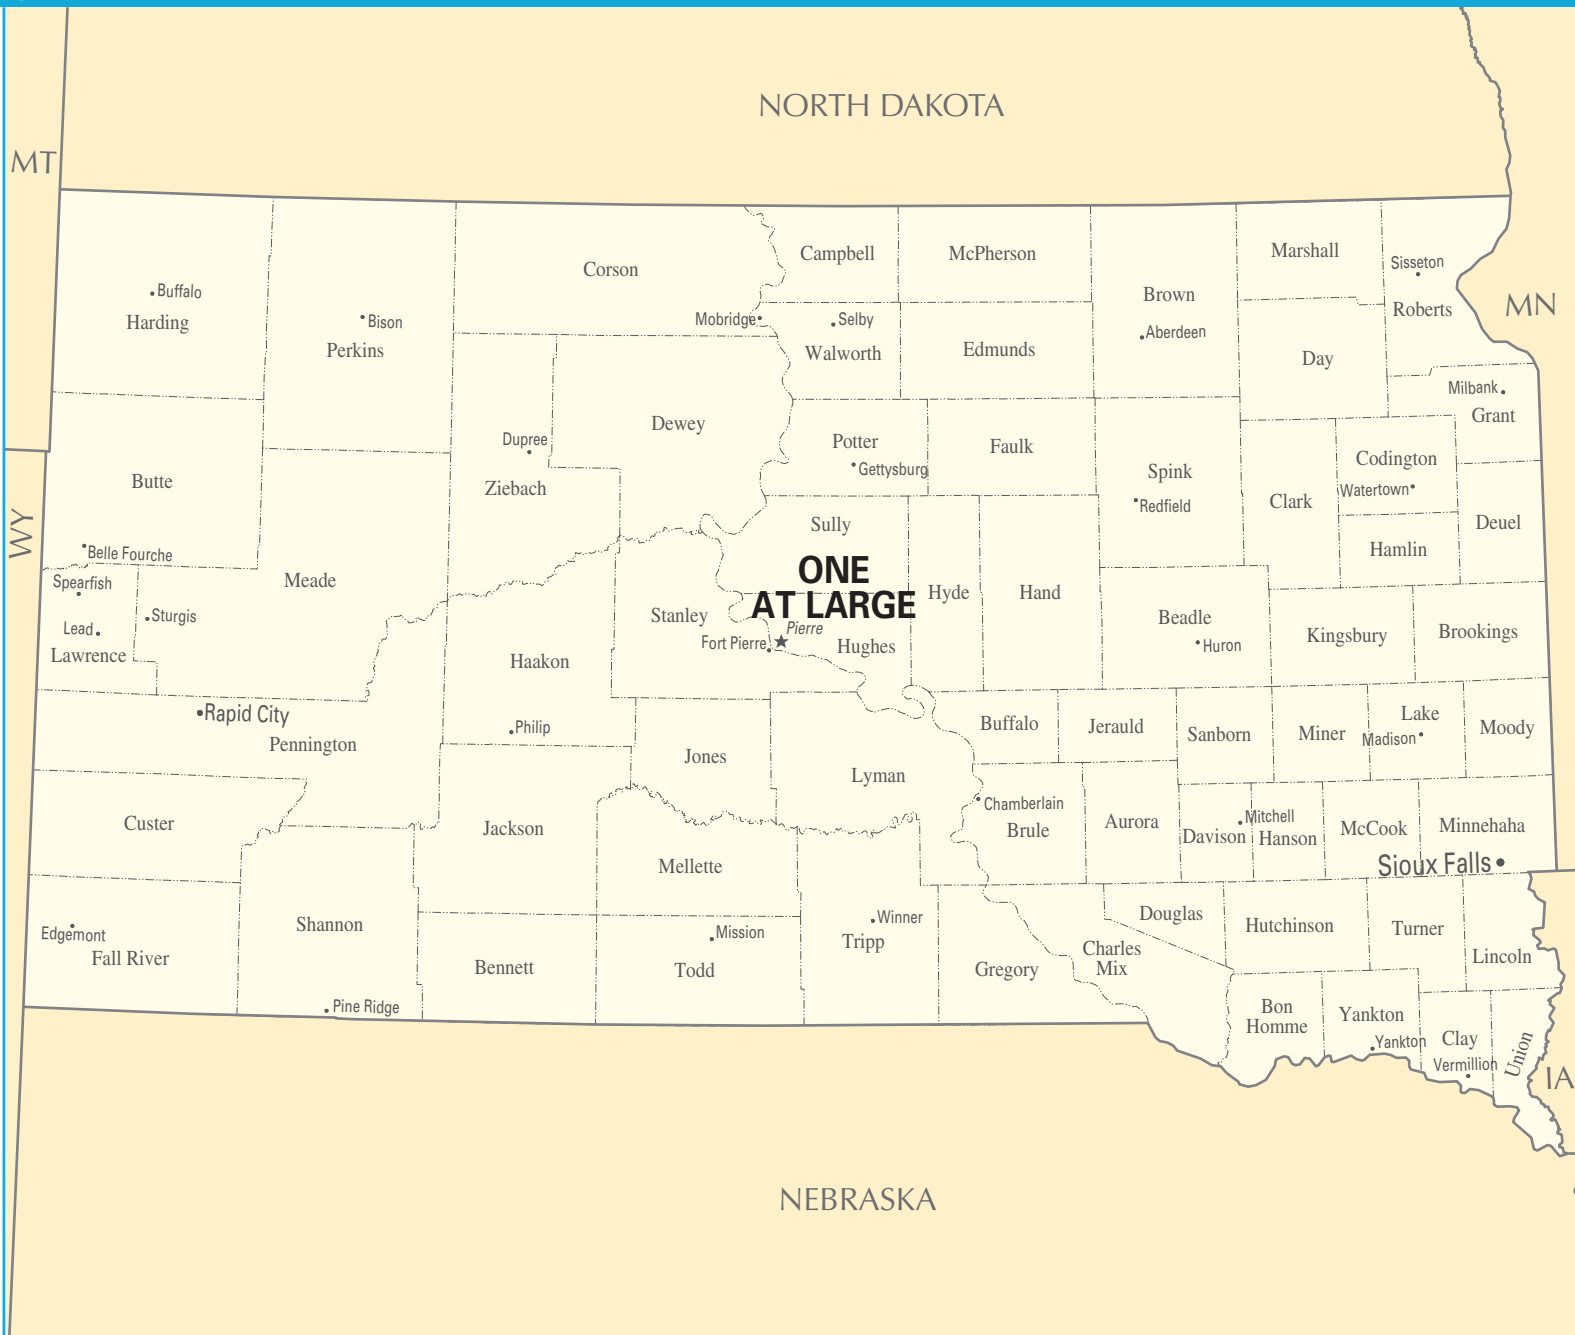 NORTH DAKOTA
MT
Campbell
McPherson
Marshall
Corson
Sisseton
Buffalo
Brown
Harding
Bison
Mobridge
Selby
Roberts
MN
Perkins
Walworth
Edmunds
Aberdeen
Day
Milbank
Grant
Dewey
Dupree
Potter
Faulk
Gettysburg
Codington
Butte
Ziebach
Spink
Watertown
Redfield
Clark
WY
Sully
Deuel
Belle Fourche
Hamlin
Spearfish
Meade
ONE
AT LARGE
Hyde
Hand
Sturgis
Stanley
Beadle
Lead
Pierre
Kingsbury
Brookings
Lawrence
Fort Pierre
Hughes
Huron
Haakon
Rapid City
Pennington
Philip
Buffalo
Jerauld
Sanborn
Miner
Lake
Madison
Moody
Jones
Lyman
Custer
Chamberlain
Brule
Aurora
Mitchell
Davison
Hanson
McCook
Minnehaha
Jackson
Sioux Falls
Mellette
Shannon
Winner
Douglas
Hutchinson
Turner
Edgemont
Fall River
Mission
Tripp
Charles
Mix
Lincoln
Bennett
Todd
Gregory
Pine Ridge
Bon
Homme
Yankton
Yankton
Clay
Vermillion
Union
IA
NEBRASKA